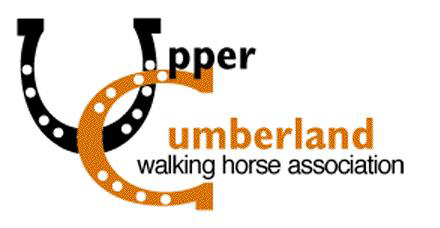 Upper
Cumberland
walking horse association